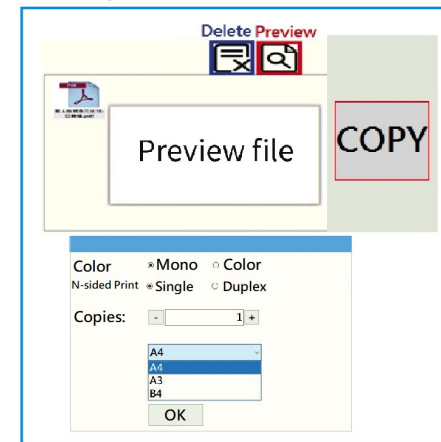 Delete Preview
PDF
Preview file
COPY
Color Mono Color
N-sided Print Single Duplex
Copies: - 1 +
A4
A4
A3
B4
OK